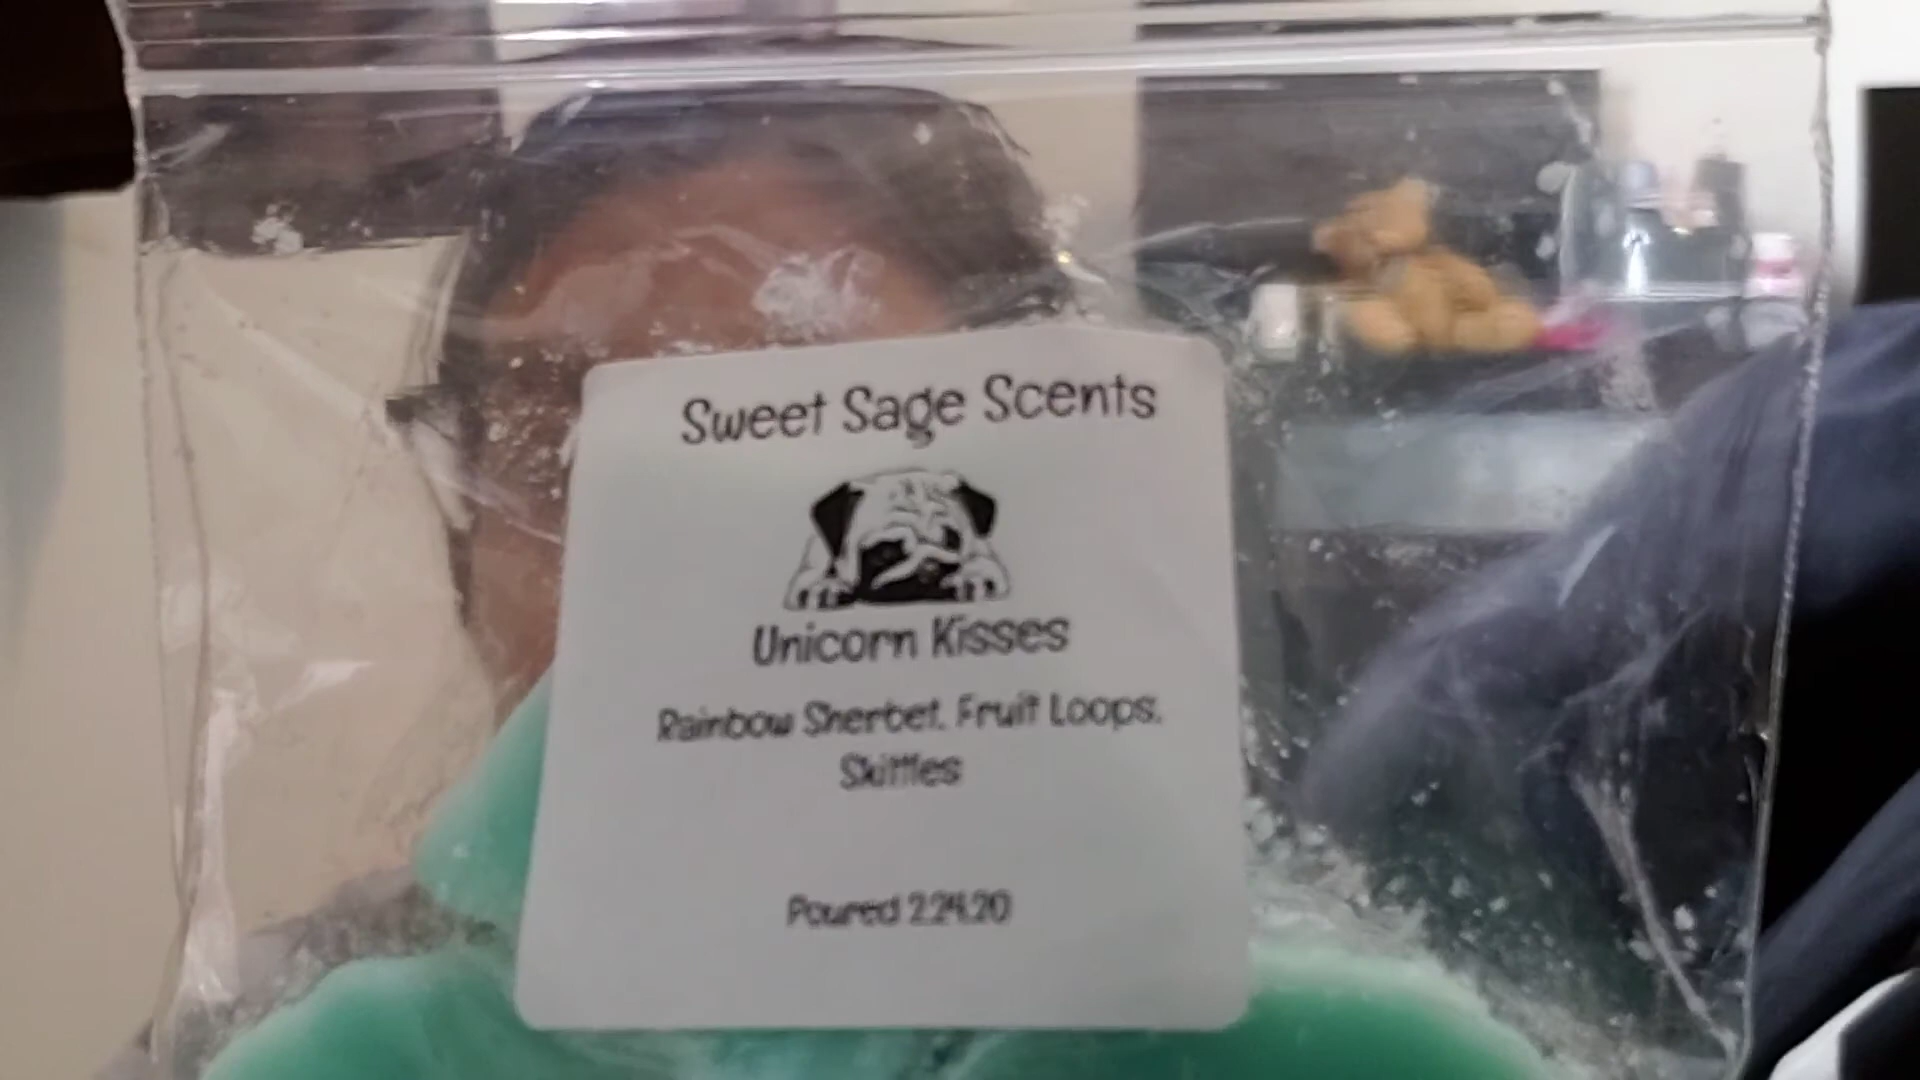 Sweet Sage Scents
Unicorn Kisses
Rainbow Sherbet, Fruit Loops,
Skittles
Poured 2.24.20